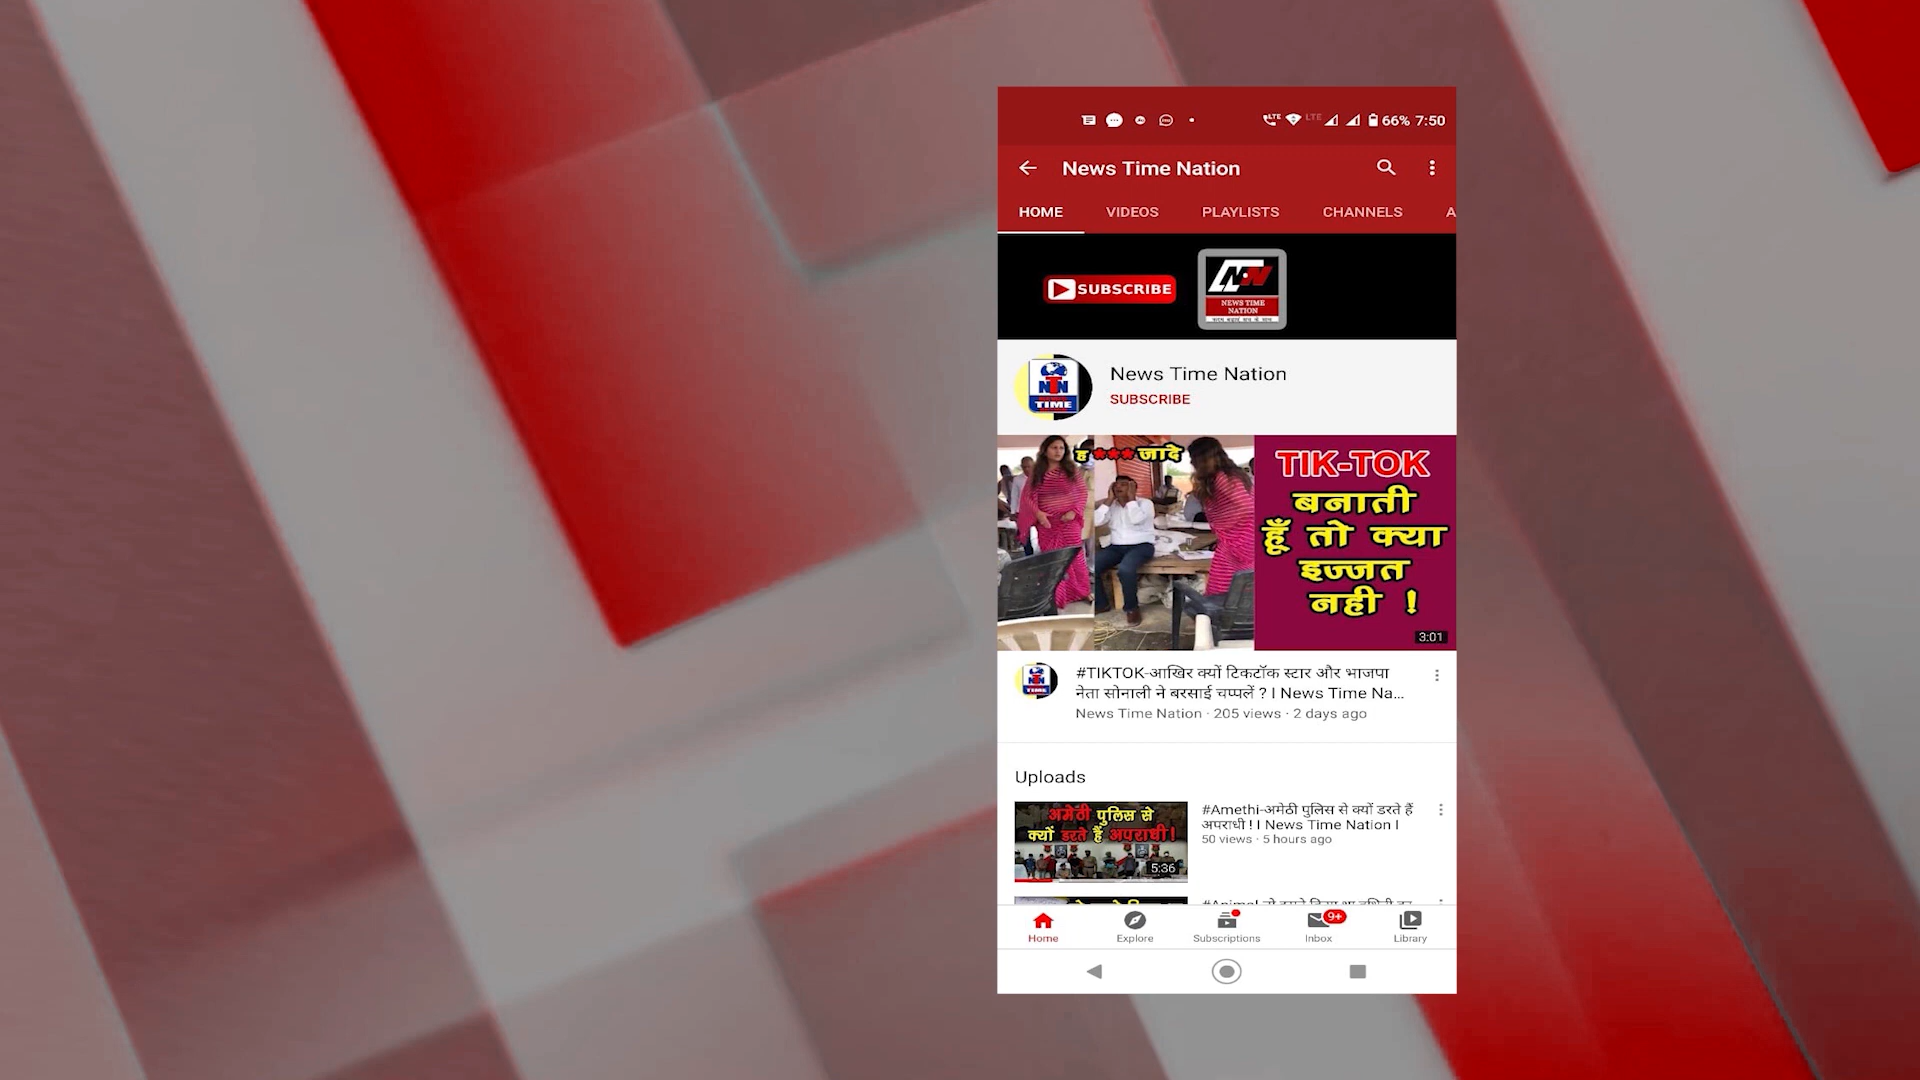 LTE LTE 66% 7:50
News Time Nation
HOME VIDEOS PLAYLISTS CHANNELS A
SUBSCRIBE
NEWS TIME
NATION
NTN
TIME
News Time Nation
SUBSCRIBE
ह***जादे
TIK-TOK
बनाती
हूँ तो क्या
इज्जत
नही !
3:01
#TIKTOK-आखिर क्यों टिकटॉक स्टार और भाजपा
नेता सोनाली ने बरसाई चप्पलें ? I News Time Na...
News Time Nation · 205 views · 2 days ago
Uploads
अमेठी पुलिस से
क्यों डरते हैं अपराधी!
5:36
#Amethi-अमेठी पुलिस से क्यों डरते हैं
अपराधी ! I News Time Nation I
50 views · 5 hours ago
9+
Home Explore Subscriptions Inbox Library